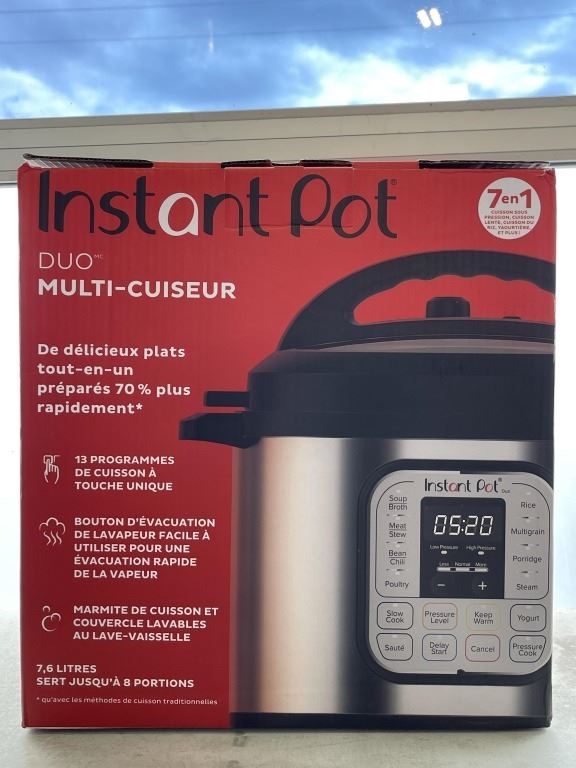 Instant Pot®
7en1
CUISSON SOUS
PRESSION, CUISSON
LENTE, CUISSON DU
RIZ, YAOURTIÈRE,
ET PLUS!
DUO MC
MULTI-CUISEUR
De délicieux plats
tout-en-un
préparés 70 % plus
rapidement*
13 PROGRAMMES
DE CUISSON À
TOUCHE UNIQUE
BOUTON D'ÉVACUATION
DE LAVAPEUR FACILE À
UTILISER POUR UNE
ÉVACUATION RAPIDE
DE LA VAPEUR
MARMITE DE CUISSON ET
COUVERCLE LAVABLES
AU LAVE-VAISSELLE
7,6 LITRES
SERT JUSQU'À 8 PORTIONS
* qu'avec les méthodes de cuisson traditionnelles
Instant Pot® Duo
Soup
Broth
Meat
Stew
Bean
Chili
Poultry
05:20
Low Pressure High Pressure
Less Normal More
− +
Rice
Multigrain
Porridge
Steam
Slow
Cook
Pressure
Level
Keep
Warm
Yogurt
Sauté
Delay
Start
Cancel
Pressure
Cook